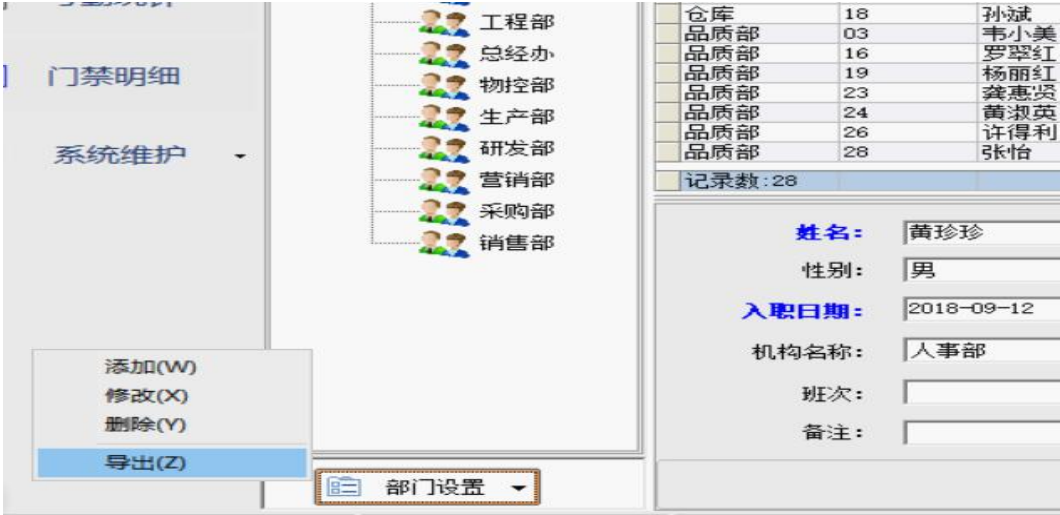 门禁明细
系统维护
工程部
总经办
物控部
生产部
研发部
营销部
采购部
销售部
仓库 18 孙斌
品质部 03 韦小美
品质部 16 罗翠红
品质部 19 杨丽红
品质部 23 龚惠贤
品质部 24 黄淑英
品质部 26 许得利
品质部 28 张怡
记录数:28
姓名: 黄珍珍
性别: 男
入职日期: 2018-09-12
机构名称: 人事部
班次:
备注:
添加(W)
修改(X)
删除(Y)
导出(Z)
部门设置